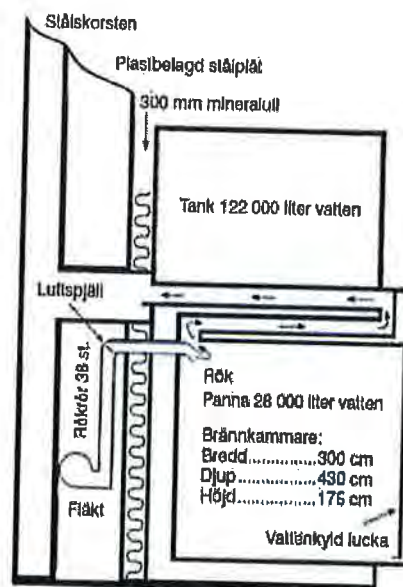 Stålskorsten
Plastbelagd stålplåt
300 mm mineralull
Tank 122 000 liter vatten
Luftspjäll
Rökrör 38 st.
Rök
Panna 28 000 liter vatten
Brännkammare:
Bredd..............300 cm
Djup................430 cm
Höjd................176 cm
Fläkt
Vattenkyld lucka